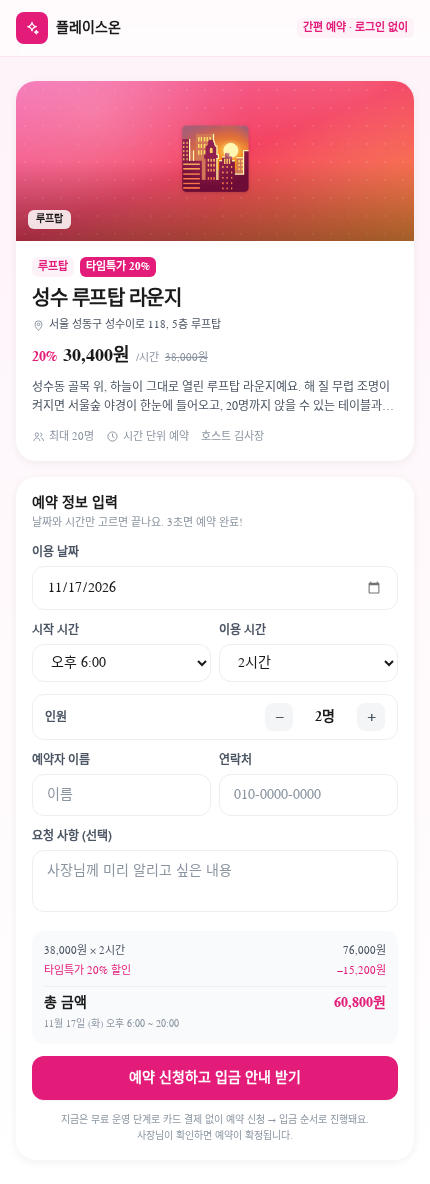 플레이스온
간편 예약 · 로그인 없이
루프탑
루프탑 타임특가 20%
성수 루프탑 라운지
서울 성동구 성수이로 118, 5층 루프탑
20% 30,400원 /시간 38,000원
성수동 골목 위, 하늘이 그대로 열린 루프탑 라운지예요. 해 질 무렵 조명이
켜지면 서울숲 야경이 한눈에 들어오고, 20명까지 앉을 수 있는 테이블과…
최대 20명 시간 단위 예약 호스트 김사장
예약 정보 입력
날짜와 시간만 고르면 끝나요. 3초면 예약 완료!
이용 날짜
11/17/2026
시작 시간 이용 시간
오후 6:00 2시간
인원 − 2명 +
예약자 이름 연락처
이름 010-0000-0000
요청 사항 (선택)
사장님께 미리 알리고 싶은 내용
38,000원 × 2시간 76,000원
타임특가 20% 할인 −15,200원
총 금액 60,800원
11월 17일 (화) 오후 6:00 ~ 20:00
예약 신청하고 입금 안내 받기
지금은 무료 운영 단계로 카드 결제 없이 예약 신청 → 입금 순서로 진행돼요.
사장님이 확인하면 예약이 확정됩니다.